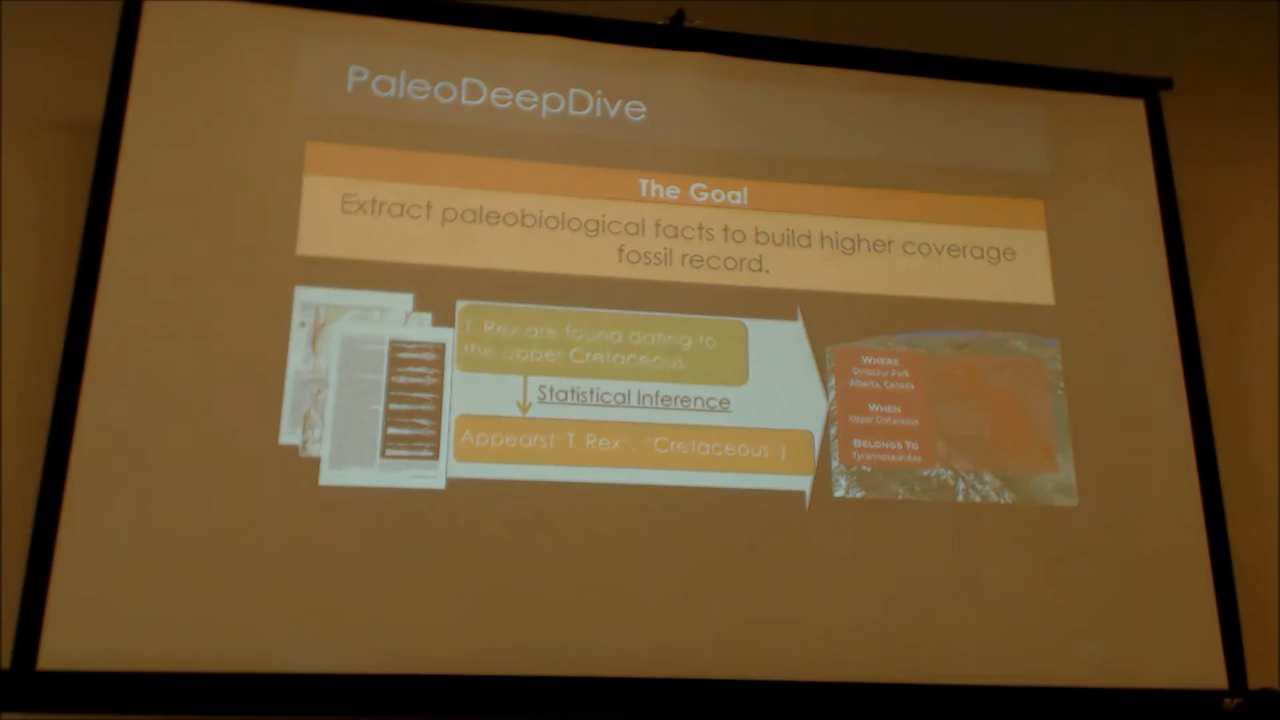 PaleoDeepDive
The Goal
Extract paleobiological facts to build higher coverage
fossil record.
T. Rex are found dating to
the upper Cretaceous
Statistical Inference
Appears("T. Rex", "Cretaceous")
WHERE
Dinosaur Park
Alberta, Canada
WHEN
Upper Cretaceous
BELONGS TO
Tyrannosauridae